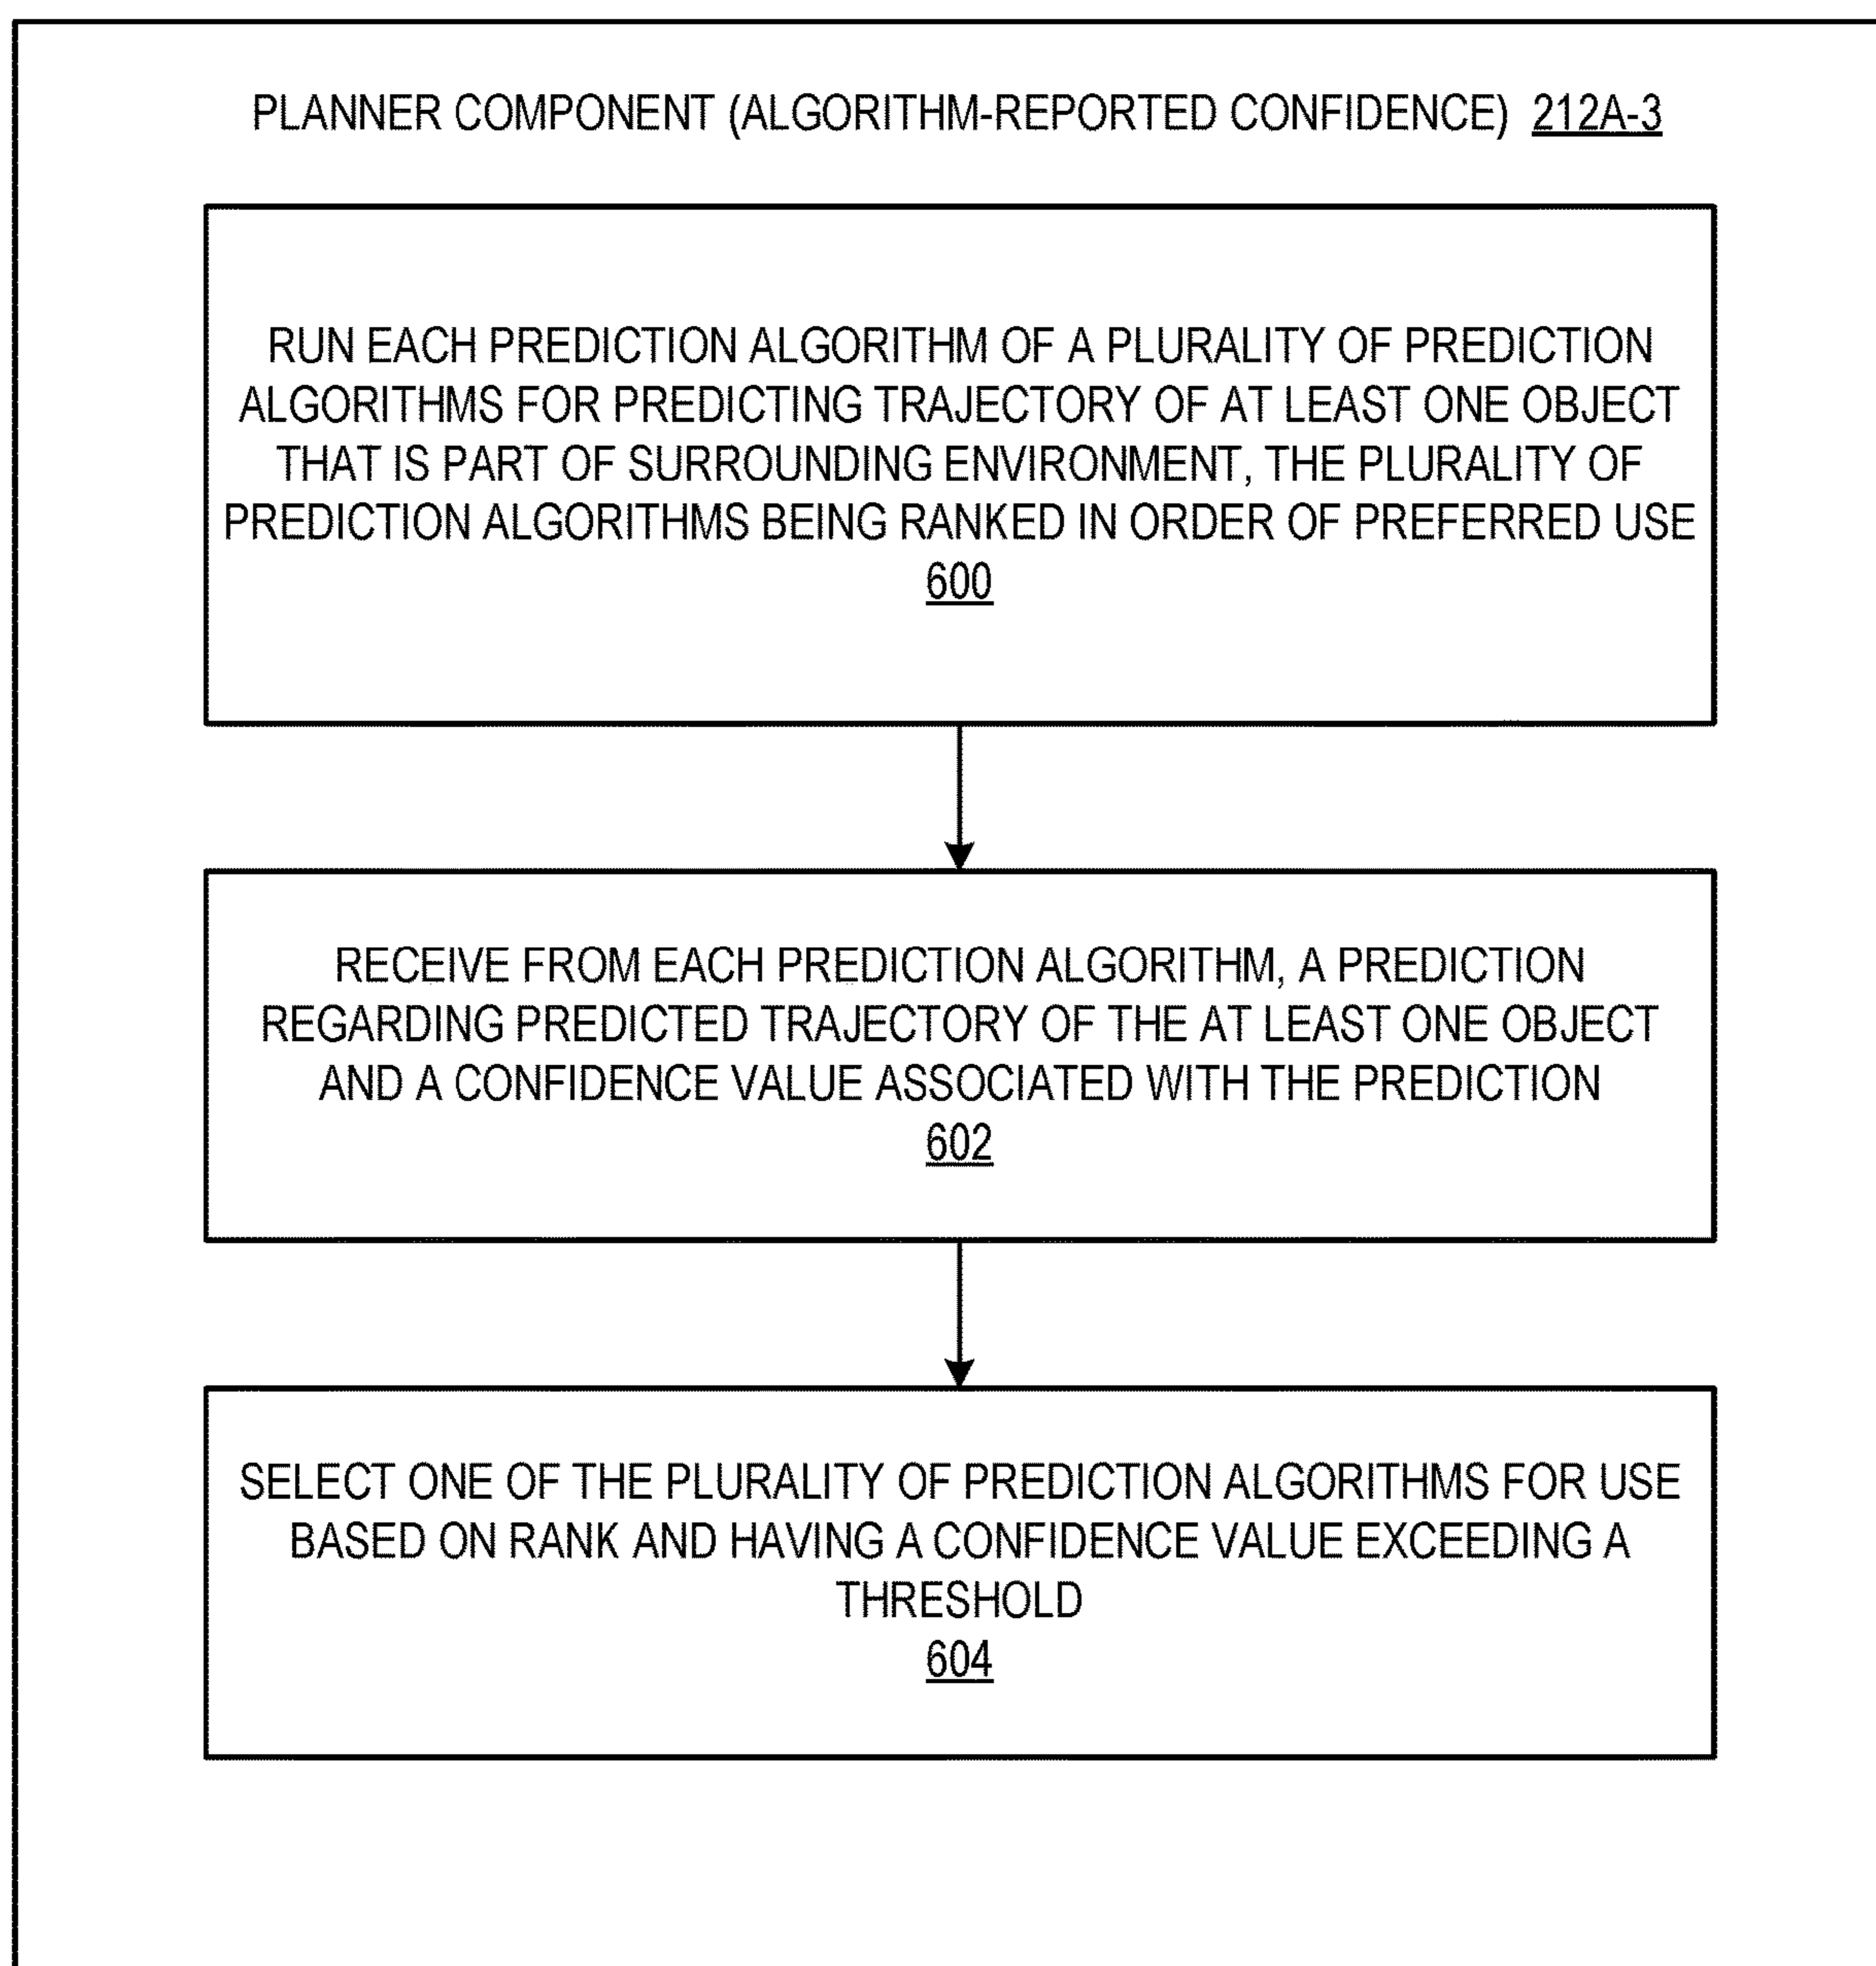 PLANNER COMPONENT (ALGORITHM-REPORTED CONFIDENCE) 212A-3
RUN EACH PREDICTION ALGORITHM OF A PLURALITY OF PREDICTION
ALGORITHMS FOR PREDICTING TRAJECTORY OF AT LEAST ONE OBJECT
THAT IS PART OF SURROUNDING ENVIRONMENT, THE PLURALITY OF
PREDICTION ALGORITHMS BEING RANKED IN ORDER OF PREFERRED USE
600
RECEIVE FROM EACH PREDICTION ALGORITHM, A PREDICTION
REGARDING PREDICTED TRAJECTORY OF THE AT LEAST ONE OBJECT
AND A CONFIDENCE VALUE ASSOCIATED WITH THE PREDICTION
602
SELECT ONE OF THE PLURALITY OF PREDICTION ALGORITHMS FOR USE
BASED ON RANK AND HAVING A CONFIDENCE VALUE EXCEEDING A
THRESHOLD
604